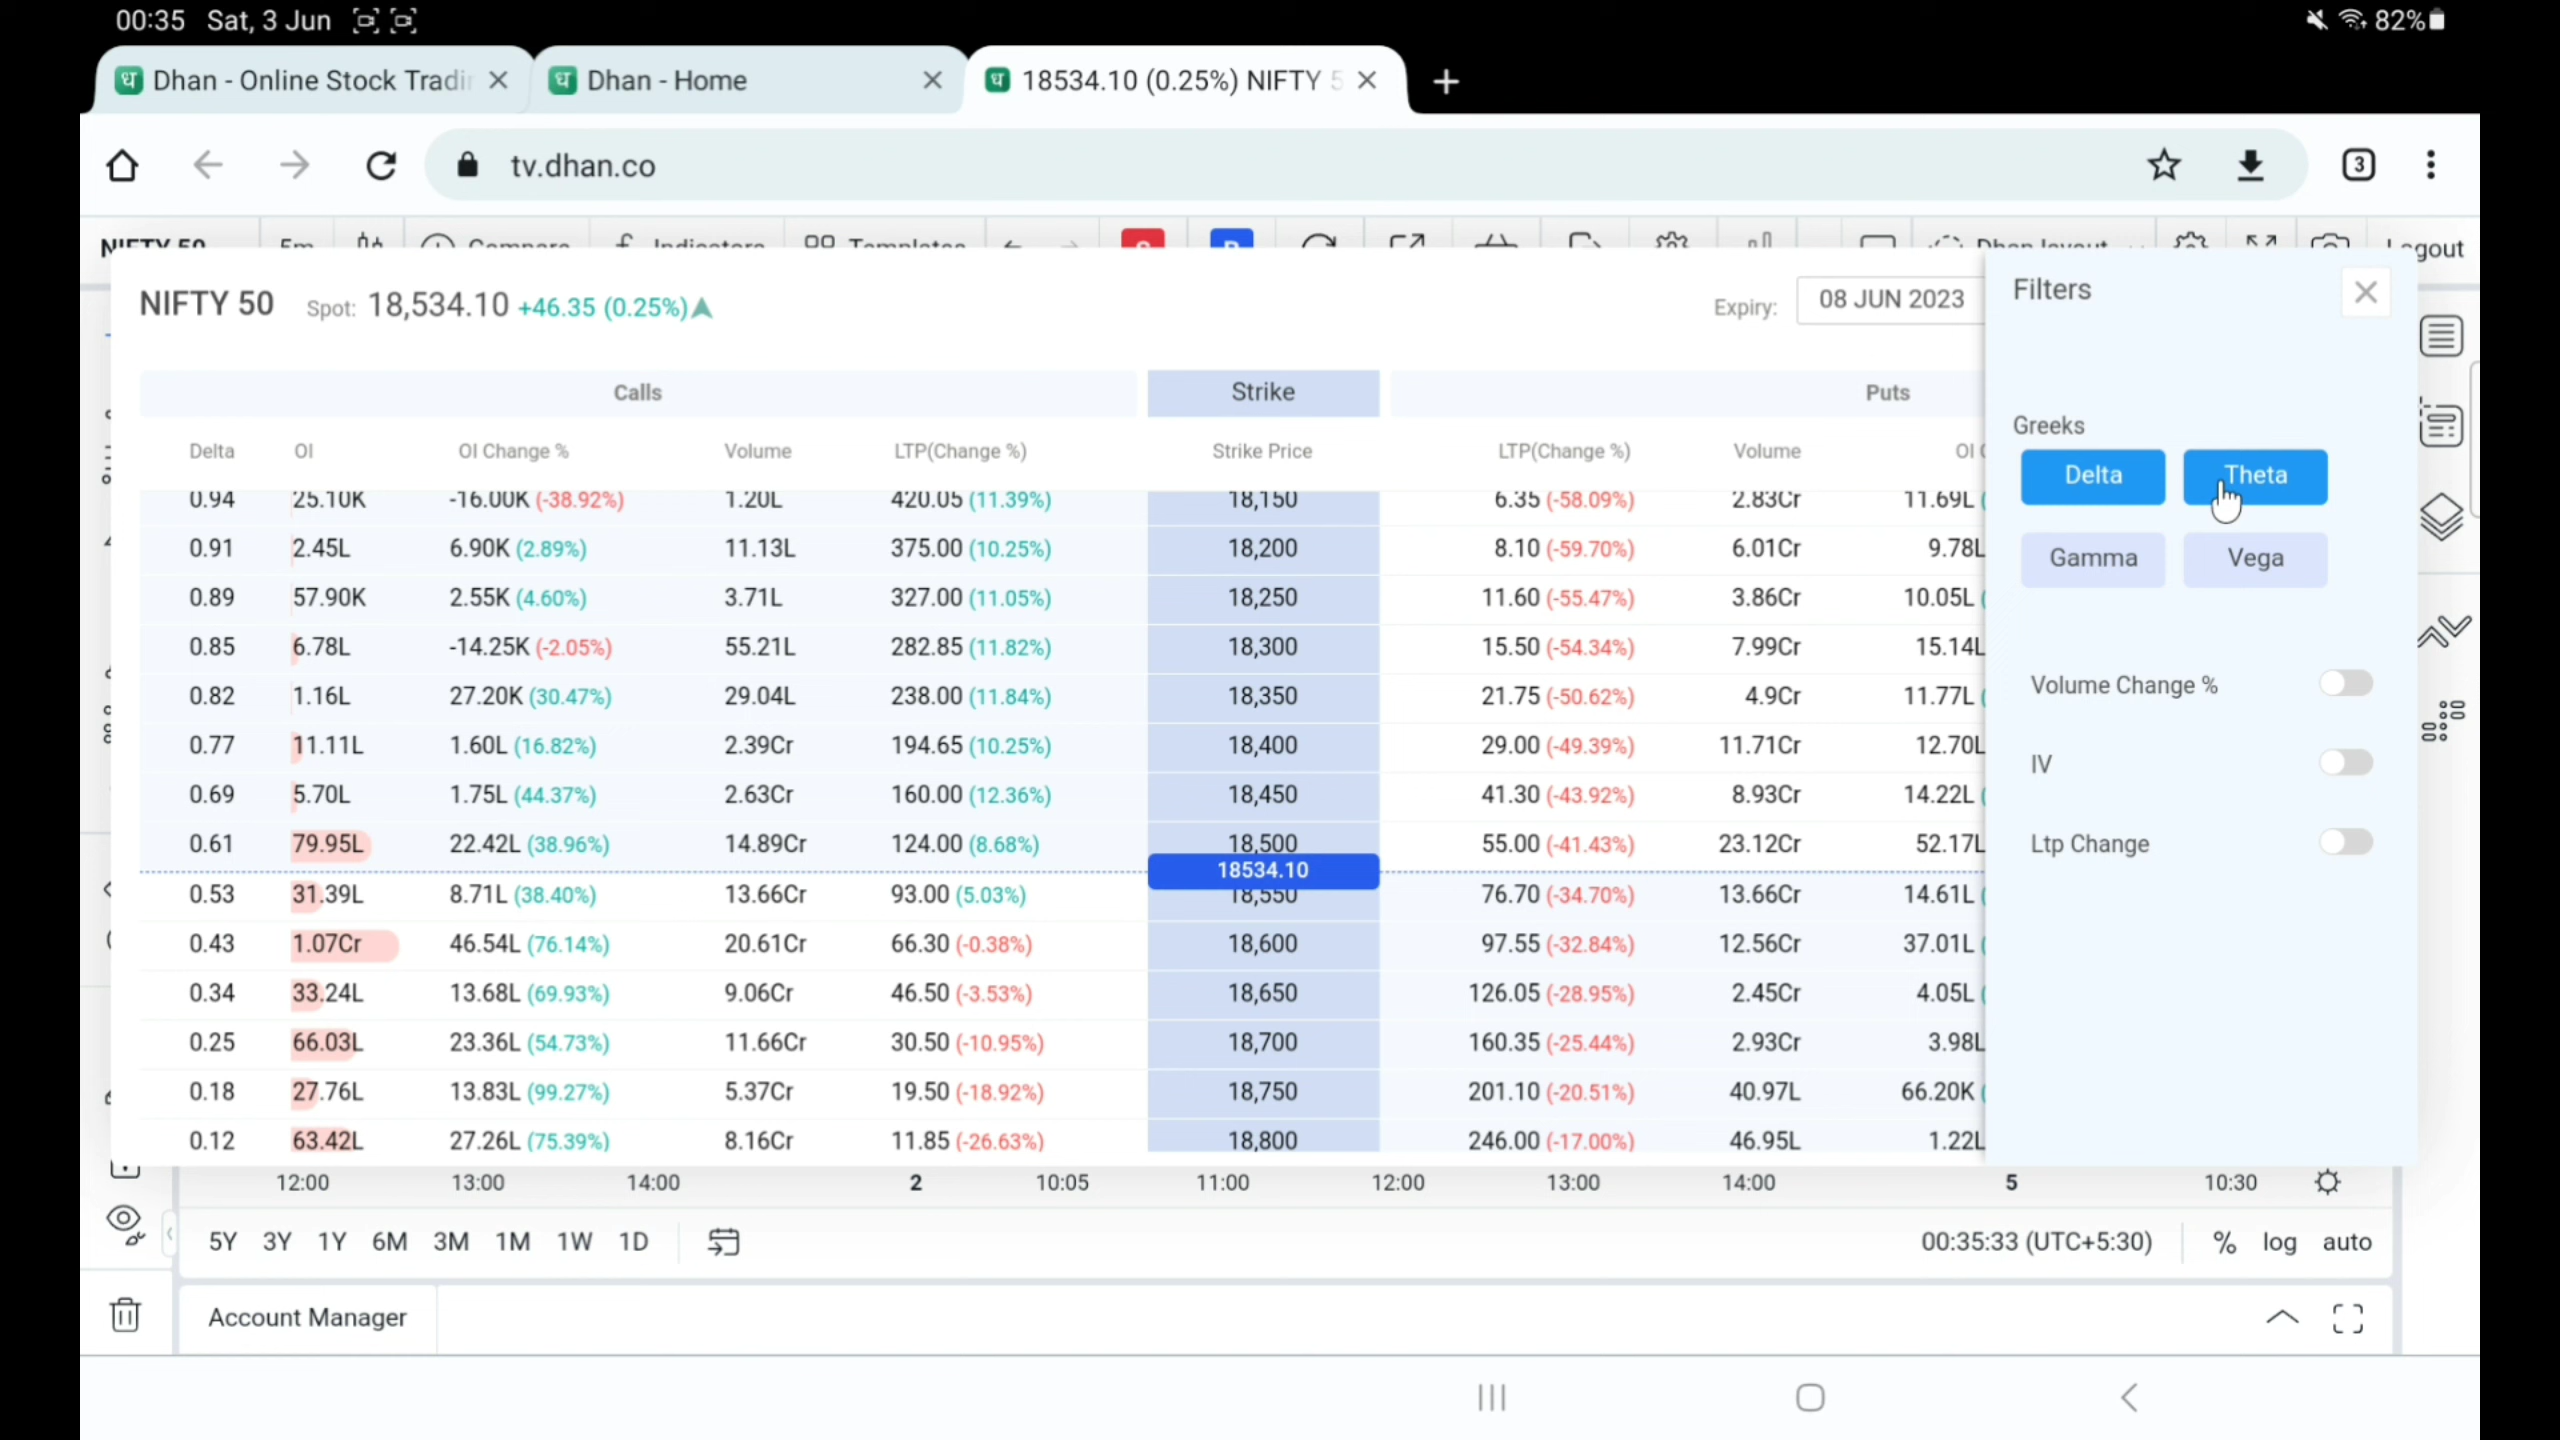 00:35 Sat, 3 Jun 82%
Dhan - Online Stock Tradi
Dhan - Home
18534.10 (0.25%) NIFTY 5
tv.dhan.co 3
NIFTY 50 5m Compare Indicators Templates Dhan layout Logout
NIFTY 50 Spot: 18,534.10 +46.35 (0.25%) Expiry: 08 JUN 2023
Calls Strike Puts
Delta OI OI Change % Volume LTP(Change %) Strike Price LTP(Change %) Volume OI
0.94 25.10K -16.00K (-38.92%) 1.20L 420.05 (11.39%) 18,150 6.35 (-58.09%) 2.83Cr 11.69L
0.91 2.45L 6.90K (2.89%) 11.13L 375.00 (10.25%) 18,200 8.10 (-59.70%) 6.01Cr 9.78L
0.89 57.90K 2.55K (4.60%) 3.71L 327.00 (11.05%) 18,250 11.60 (-55.47%) 3.86Cr 10.05L
0.85 6.78L -14.25K (-2.05%) 55.21L 282.85 (11.82%) 18,300 15.50 (-54.34%) 7.99Cr 15.14L
0.82 1.16L 27.20K (30.47%) 29.04L 238.00 (11.84%) 18,350 21.75 (-50.62%) 4.9Cr 11.77L
0.77 11.11L 1.60L (16.82%) 2.39Cr 194.65 (10.25%) 18,400 29.00 (-49.39%) 11.71Cr 12.70L
0.69 5.70L 1.75L (44.37%) 2.63Cr 160.00 (12.36%) 18,450 41.30 (-43.92%) 8.93Cr 14.22L
0.61 79.95L 22.42L (38.96%) 14.89Cr 124.00 (8.68%) 18,500 55.00 (-41.43%) 23.12Cr 52.17L
18534.10
0.53 31.39L 8.71L (38.40%) 13.66Cr 93.00 (5.03%) 18,550 76.70 (-34.70%) 13.66Cr 14.61L
0.43 1.07Cr 46.54L (76.14%) 20.61Cr 66.30 (-0.38%) 18,600 97.55 (-32.84%) 12.56Cr 37.01L
0.34 33.24L 13.68L (69.93%) 9.06Cr 46.50 (-3.53%) 18,650 126.05 (-28.95%) 2.45Cr 4.05L
0.25 66.03L 23.36L (54.73%) 11.66Cr 30.50 (-10.95%) 18,700 160.35 (-25.44%) 2.93Cr 3.98L
0.18 27.76L 13.83L (99.27%) 5.37Cr 19.50 (-18.92%) 18,750 201.10 (-20.51%) 40.97L 66.20K
0.12 63.42L 27.26L (75.39%) 8.16Cr 11.85 (-26.63%) 18,800 246.00 (-17.00%) 46.95L 1.22L
Filters
Greeks
Delta Theta
Gamma Vega
Volume Change %
IV
Ltp Change
12:00 13:00 14:00 2 10:05 11:00 12:00 13:00 14:00 5 10:30
5Y 3Y 1Y 6M 3M 1M 1W 1D 00:35:33 (UTC+5:30) % log auto
Account Manager